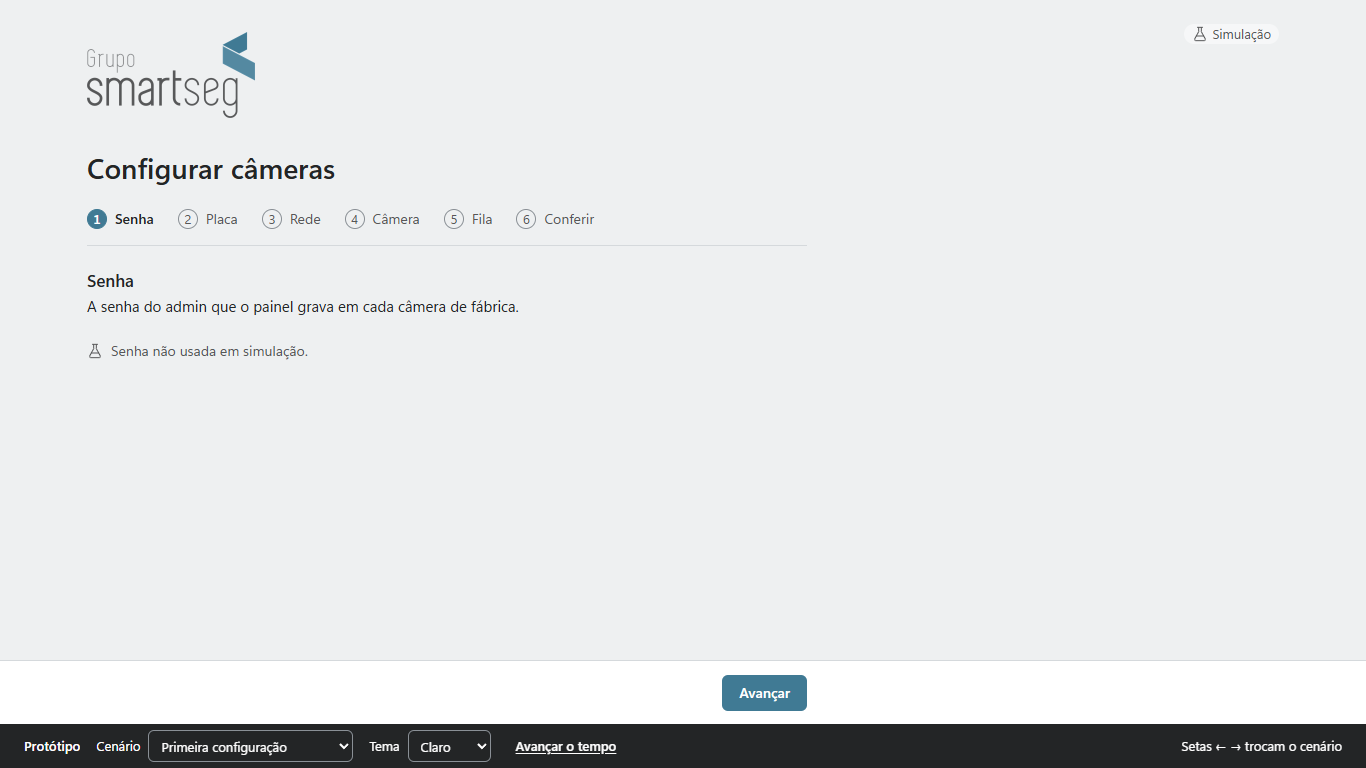 Grupo
smartseg
Simulação
Configurar câmeras
1 Senha 2 Placa 3 Rede 4 Câmera 5 Fila 6 Conferir
Senha
A senha do admin que o painel grava em cada câmera de fábrica.
Senha não usada em simulação.
Avançar
Protótipo Cenário Primeira configuração Tema Claro Avançar o tempo Setas ← → trocam o cenário